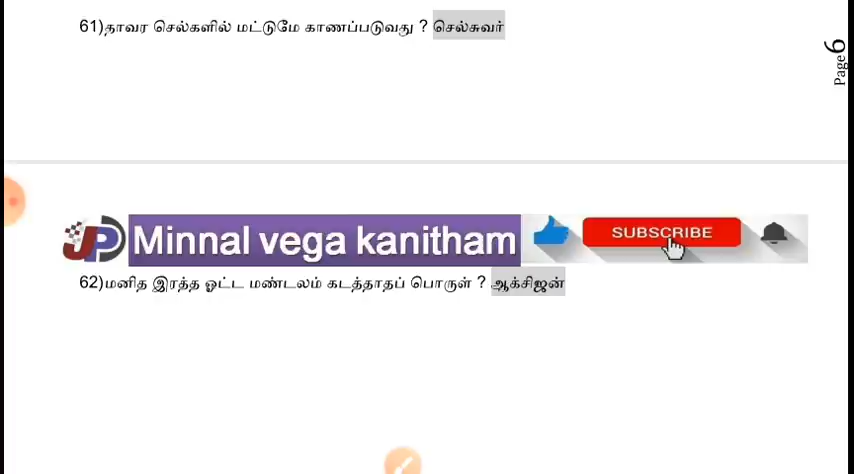 61)தாவர செல்களில் மட்டுமே காணப்படுவது ? செல்சுவர்
Page6
JP Minnal vega kanitham SUBSCRIBE
62)மனித இரத்த ஓட்ட மண்டலம் கடத்தாதப் பொருள் ? ஆக்சிஜன்